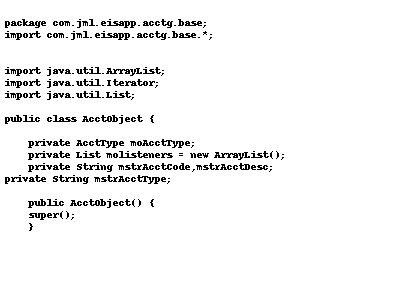 package com.jml.eisapp.acctg.base;
import com.jml.eisapp.acctg.base.*;
import java.util.ArrayList;
import java.util.Iterator;
import java.util.List;
public class AcctObject {
private AcctType moAcctType;
private List molisteners = new ArrayList();
private String mstrAcctCode,mstrAcctDesc;
private String mstrAcctType;
public AcctObject() {
super();
}